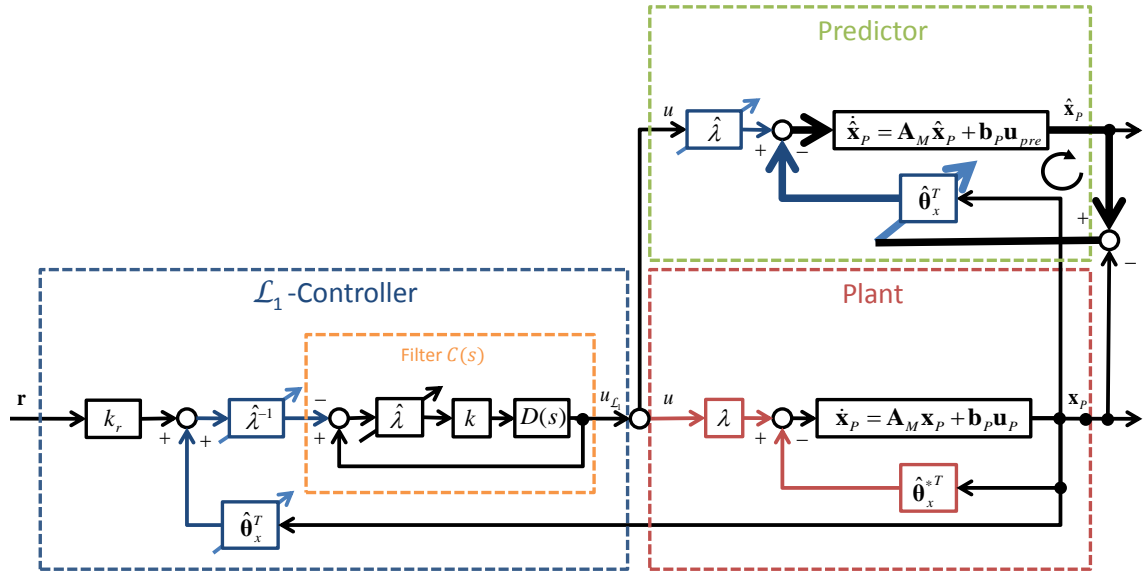 Predictor
u
λ̂
+
−
x̂̇_P = A_M x̂_P + b_P u_pre
x̂_P
θ̂_x^T
+
−
ℒ₁-Controller
Plant
Filter C(s)
r
k_r
+
+
λ̂⁻¹
−
+
λ̂
k
D(s)
u_ℒ₁
u
λ
+
−
ẋ_P = A_M x_P + b_P u_P
x_P
θ̂_x^*T
θ̂_x^T